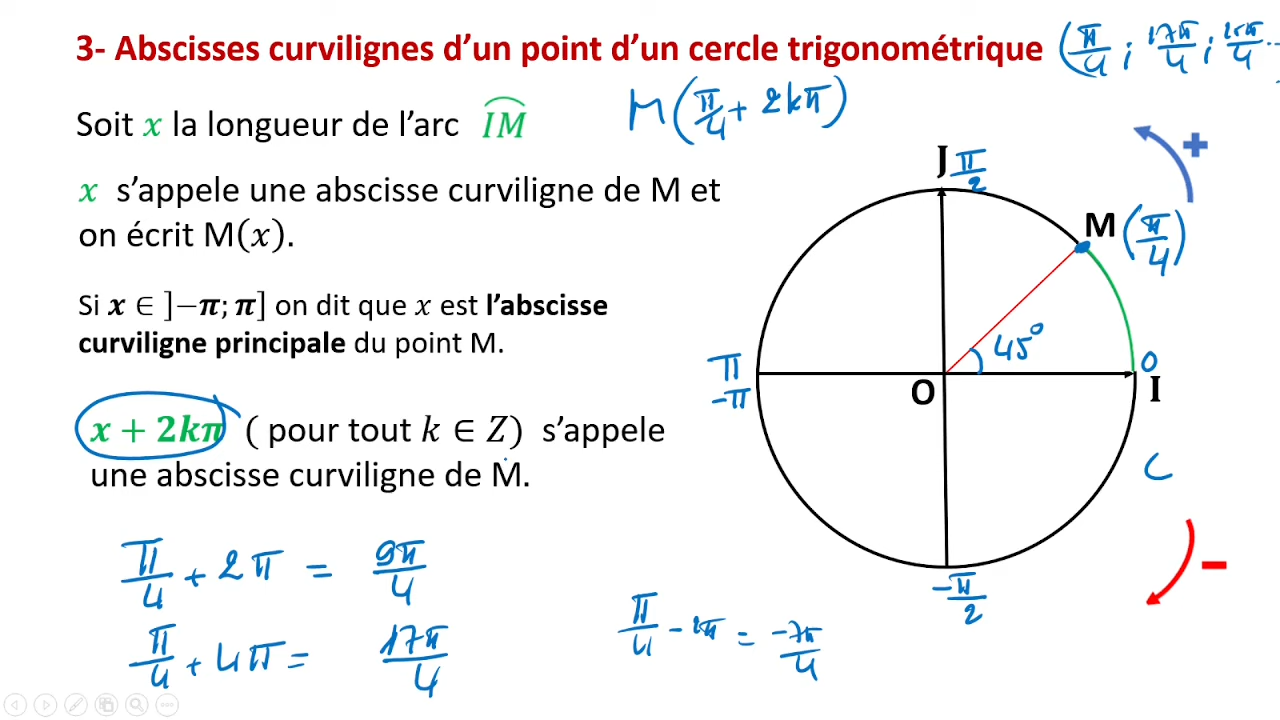 3- Abscisses curvilignes d’un point d’un cercle trigonométrique (π/4 ; 17π/4 ; 25π/4 ...
M(π/4 + 2kπ)
Soit x la longueur de l’arc IM
x s’appele une abscisse curviligne de M et
on écrit M(x).
Si x ∈ ]−π; π] on dit que x est l’abscisse
curviligne principale du point M.
x + 2kπ ( pour tout k ∈ Z) s’appele
une abscisse curviligne de M.
π/4 + 2π = 9π/4
π/4 + 4π = 17π/4
π/4 - 2π = -7π/4
J π/2
+
M (π/4)
45°
π
-π
O
0
I
C
-π/2
-